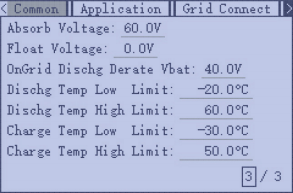 < Common Application Grid Connect >
Absorb Voltage: 60.0V
Float Voltage: 0.0V
OnGrid Dischg Derate Vbat: 40.0V
Dischg Temp Low Limit: -20.0°C
Dischg Temp High Limit: 60.0°C
Charge Temp Low Limit: -30.0°C
Charge Temp High Limit: 50.0°C
3 / 3